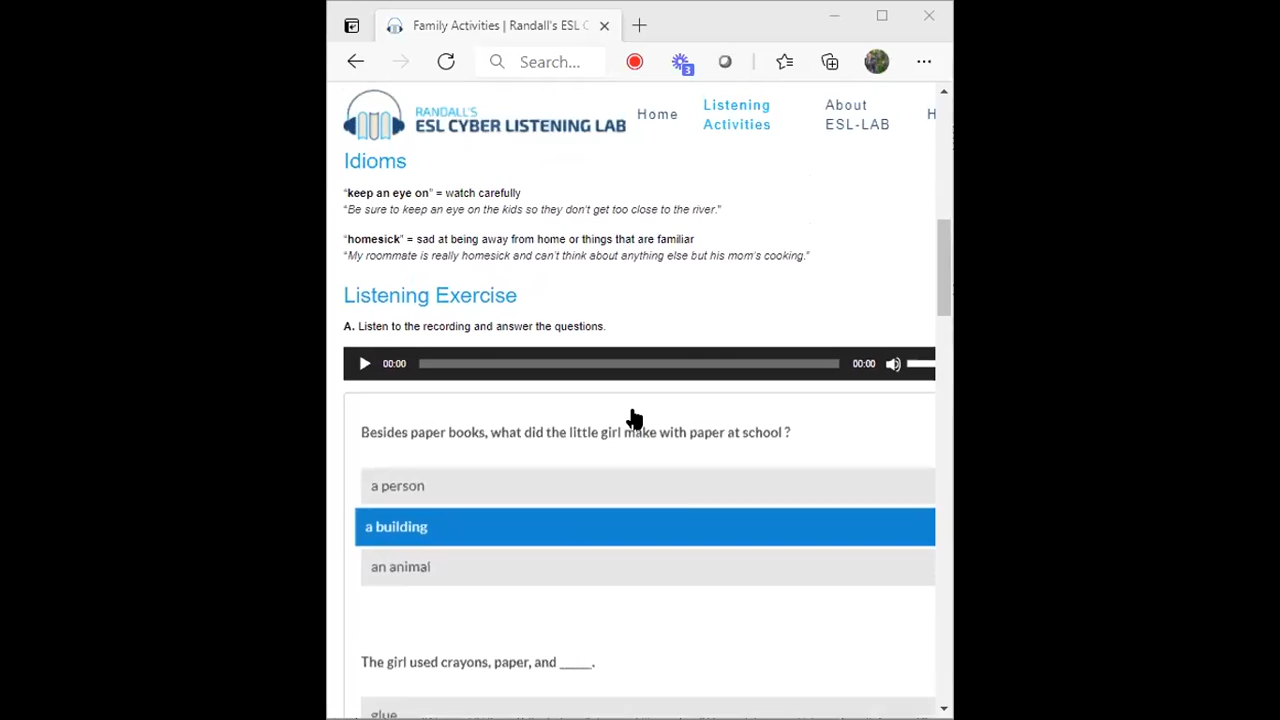 Family Activities | Randall's ESL C
Search...
3
RANDALL'S
ESL CYBER LISTENING LAB
Home
Listening
Activities
About
ESL-LAB
H
Idioms
"keep an eye on" = watch carefully
"Be sure to keep an eye on the kids so they don't get too close to the river."
"homesick" = sad at being away from home or things that are familiar
"My roommate is really homesick and can't think about anything else but his mom's cooking."
Listening Exercise
A. Listen to the recording and answer the questions.
00:00
00:00
Besides paper books, what did the little girl make with paper at school ?
a person
a building
an animal
The girl used crayons, paper, and _____.
glue